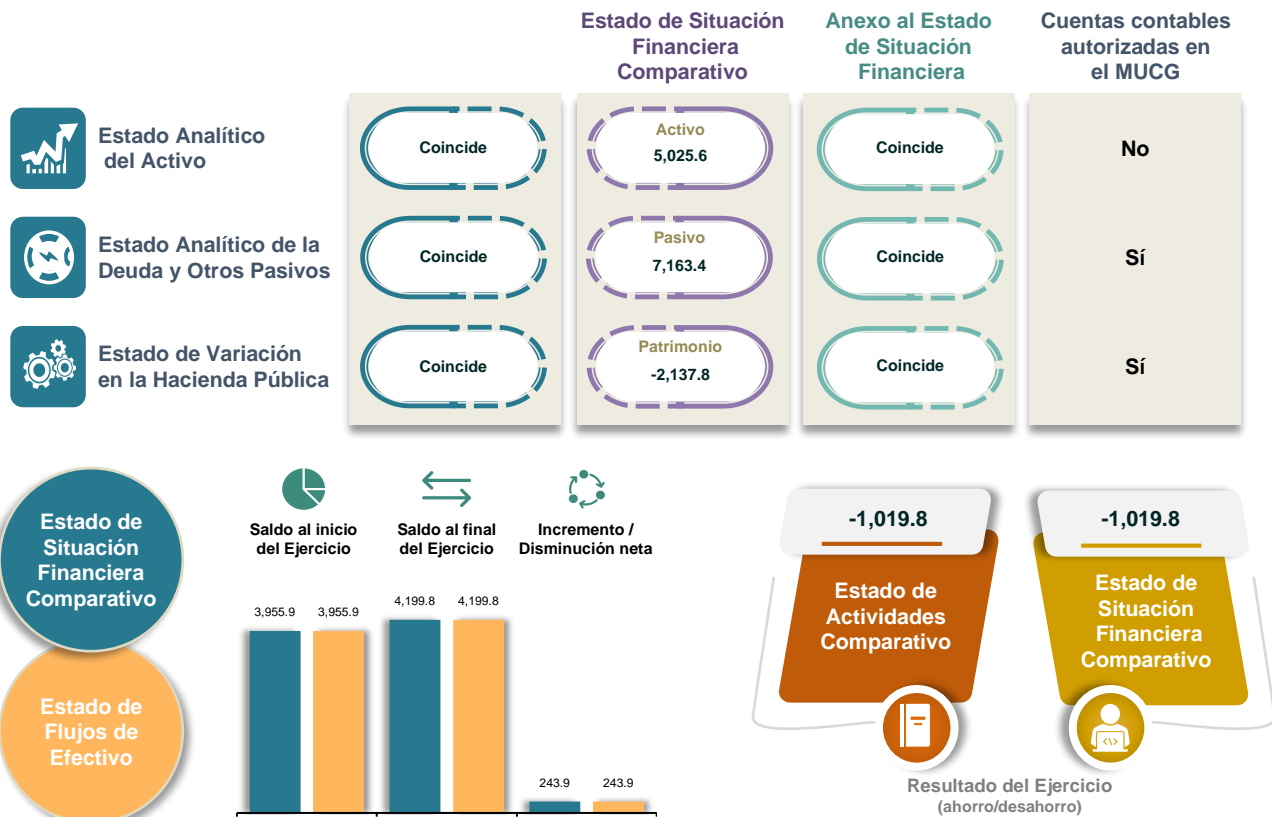 Estado de Situación
Financiera
Comparativo
Anexo al Estado
de Situación
Financiera
Cuentas contables
autorizadas en
el MUCG
Estado Analítico
del Activo
Coincide
Activo
5,025.6
Coincide
No
Estado Analítico de la
Deuda y Otros Pasivos
Coincide
Pasivo
7,163.4
Coincide
Sí
Estado de Variación
en la Hacienda Pública
Coincide
Patrimonio
-2,137.8
Coincide
Sí
Estado de
Situación
Financiera
Comparativo
Estado de
Flujos de
Efectivo
Saldo al inicio
del Ejercicio
Saldo al final
del Ejercicio
Incremento /
Disminución neta
3,955.9
3,955.9
4,199.8
4,199.8
243.9
243.9
-1,019.8
Estado de
Actividades
Comparativo
-1,019.8
Estado de
Situación
Financiera
Comparativo
Resultado del Ejercicio
(ahorro/desahorro)